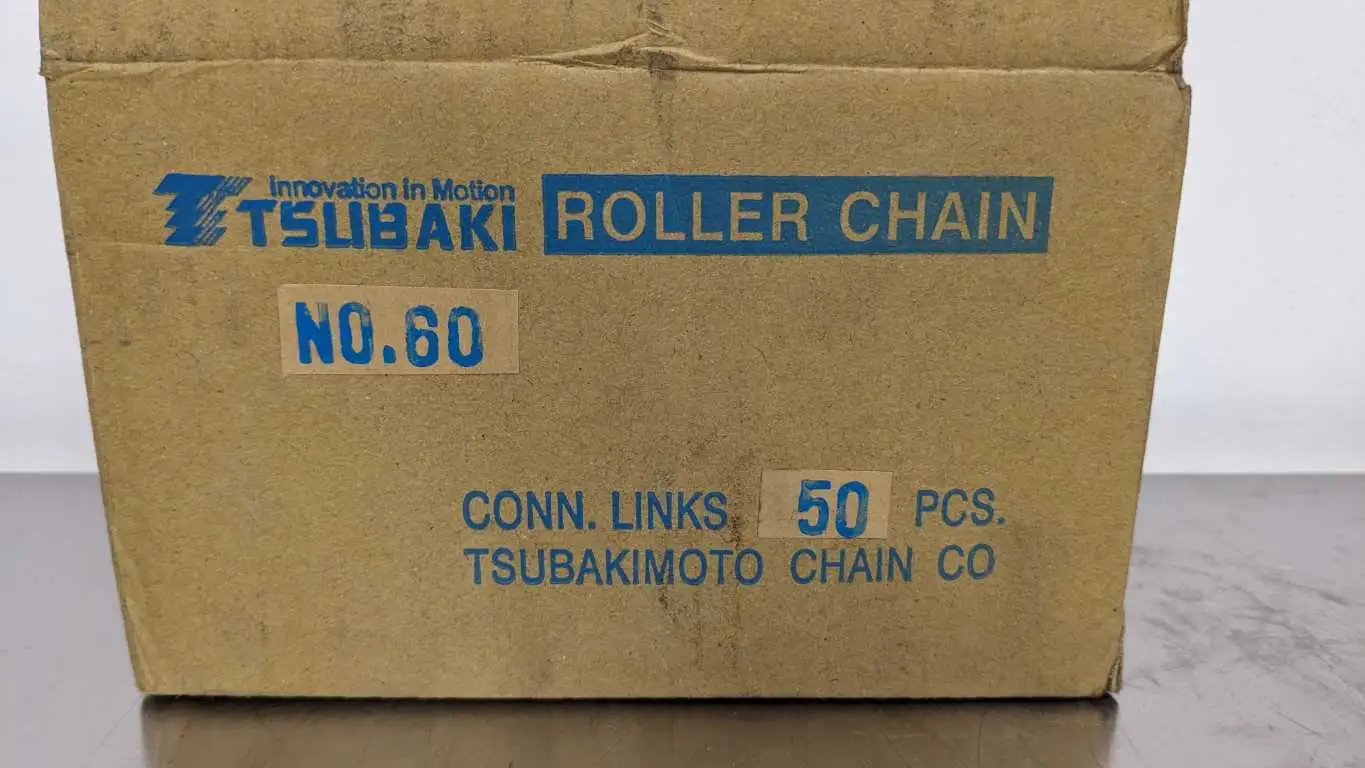 Innovation in Motion
TSUBAKI ROLLER CHAIN
NO.60
CONN. LINKS 50 PCS.
TSUBAKIMOTO CHAIN CO